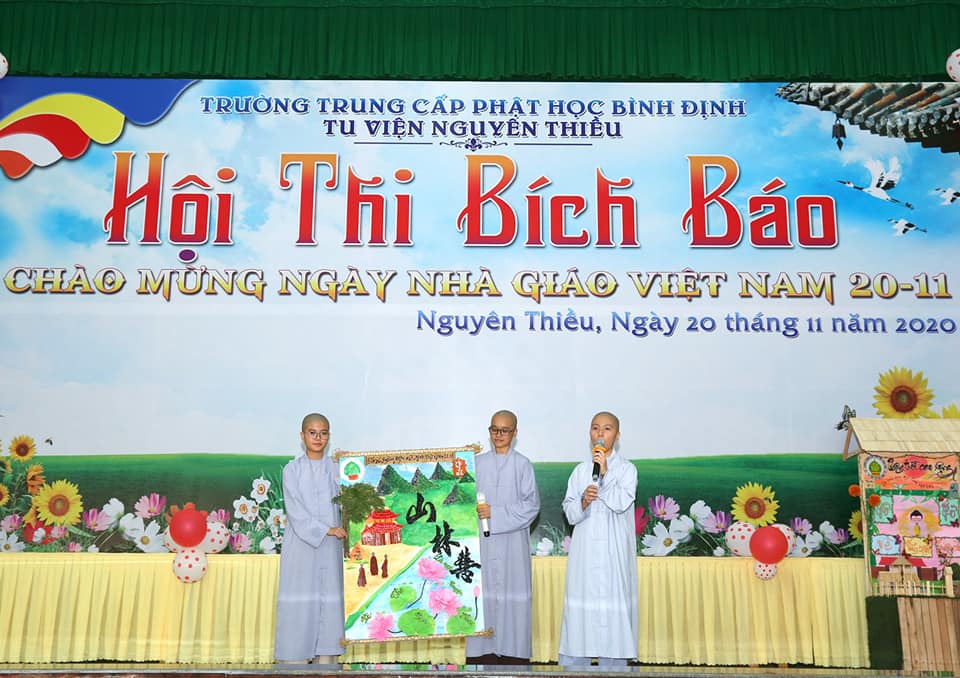 TRƯỜNG TRUNG CẤP PHẬT HỌC BÌNH ĐỊNH
TU VIỆN NGUYÊN THIỀU
Hội Thi Bích Báo
CHÀO MỪNG NGÀY NHÀ GIÁO VIỆT NAM 20-11
Nguyên Thiều, Ngày 20 tháng 11 năm 2020
山
林